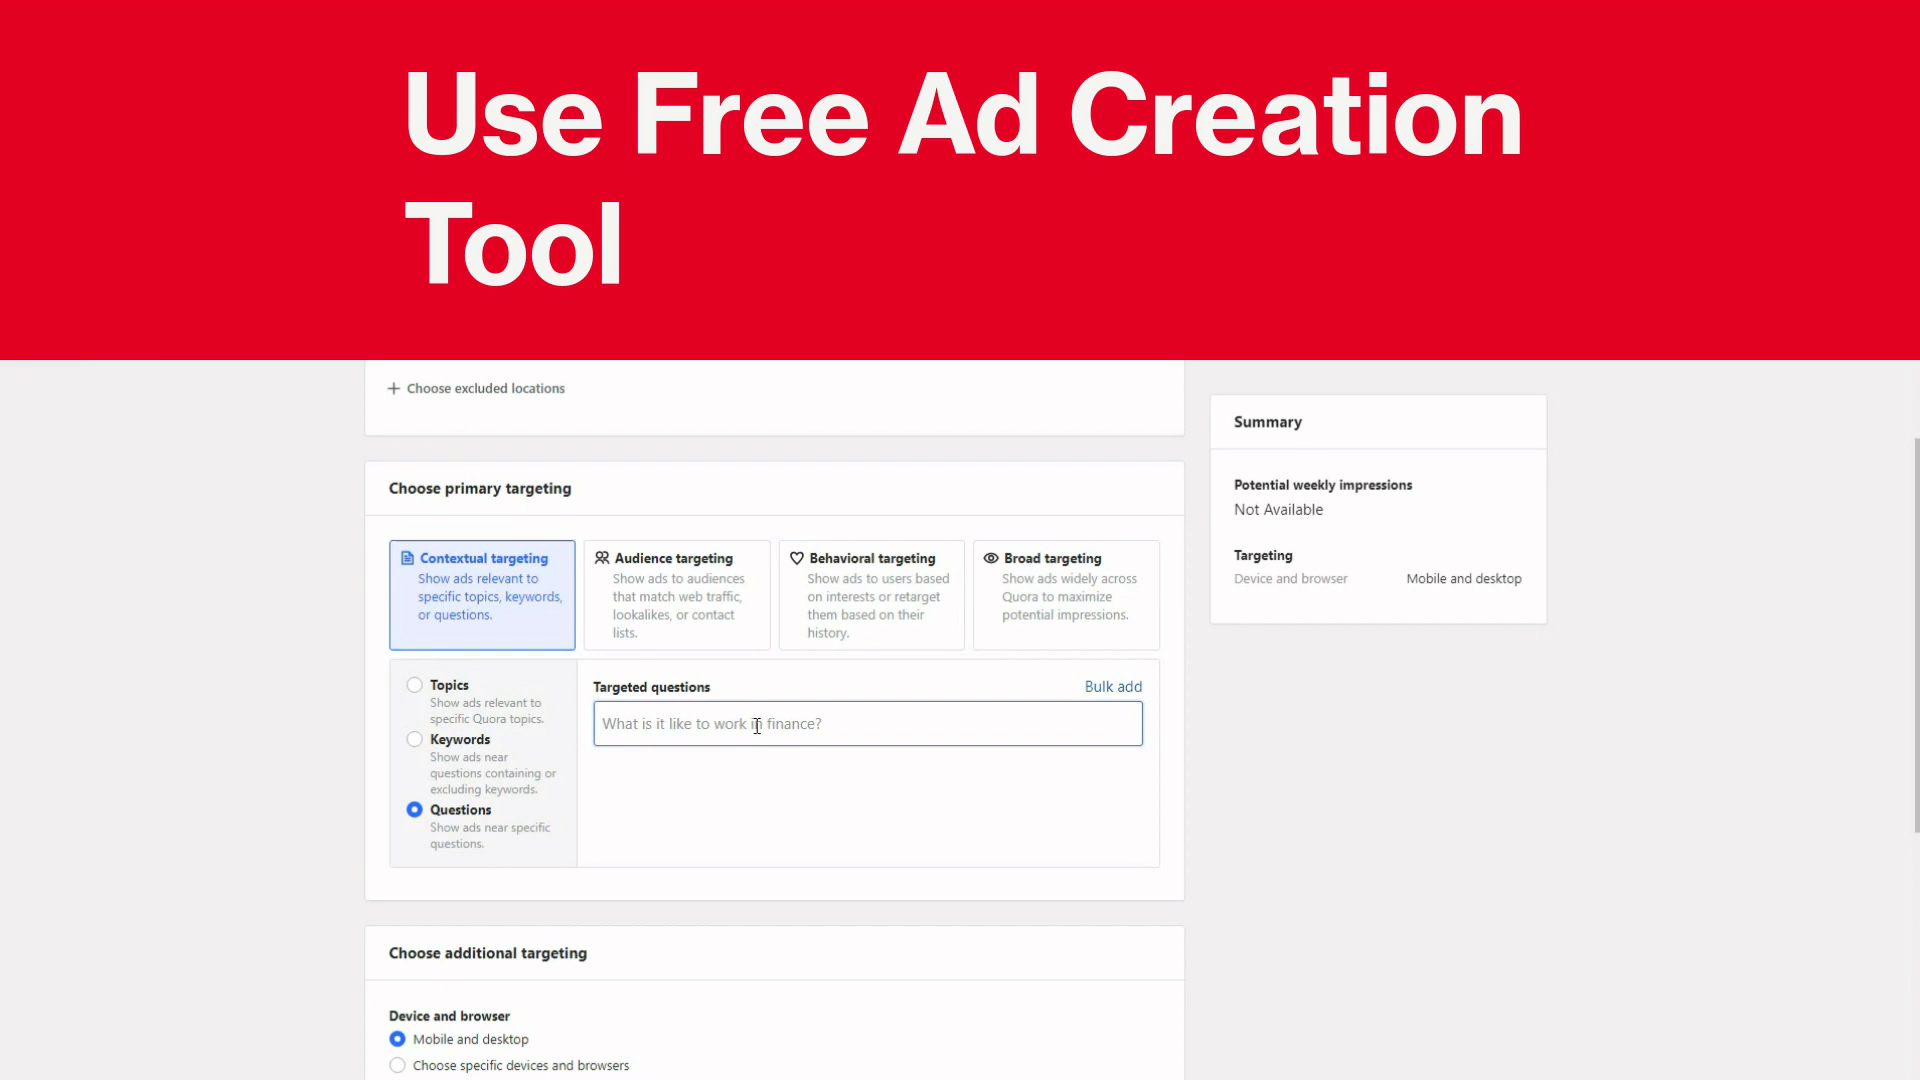 Use Free Ad Creation
Tool
+ Choose excluded locations
Summary
Potential weekly impressions
Not Available
Targeting
Device and browser Mobile and desktop
Choose primary targeting
Contextual targeting
Show ads relevant to
specific topics, keywords,
or questions.
Audience targeting
Show ads to audiences
that match web traffic,
lookalikes, or contact
lists.
Behavioral targeting
Show ads to users based
on interests or retarget
them based on their
history.
Broad targeting
Show ads widely across
Quora to maximize
potential impressions.
Topics
Show ads relevant to
specific Quora topics.
Keywords
Show ads near
questions containing or
excluding keywords.
Questions
Show ads near specific
questions.
Targeted questions
Bulk add
What is it like to work in finance?
Choose additional targeting
Device and browser
Mobile and desktop
Choose specific devices and browsers